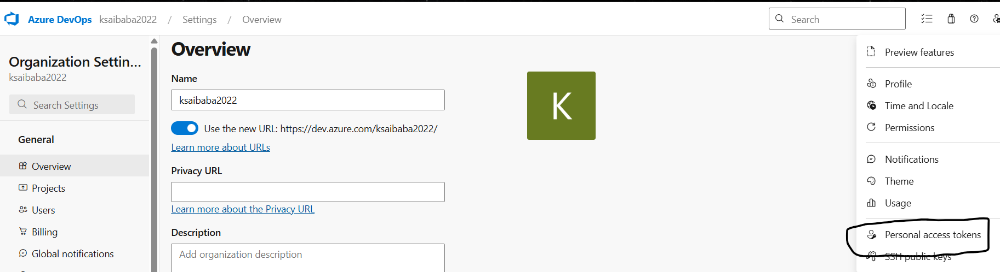 Azure DevOps ksaibaba2022 / Settings / Overview
Search
Organization Settin...
ksaibaba2022
Search Settings
General
Overview
Projects
Users
Billing
Global notifications
Overview
Name
ksaibaba2022
Use the new URL: https://dev.azure.com/ksaibaba2022/
Learn more about URLs
Privacy URL
Learn more about the Privacy URL
Description
Add organization description
K
Preview features
Profile
Time and Locale
Permissions
Notifications
Theme
Usage
Personal access tokens
SSH public keys